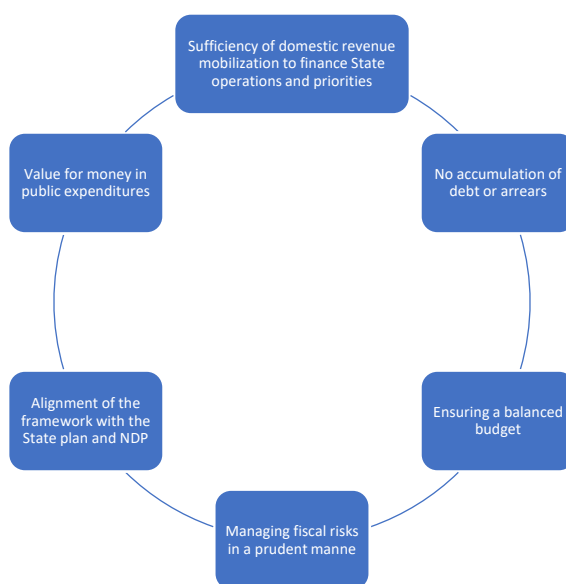 Sufficiency of domestic revenue
mobilization to finance State
operations and priorities
No accumulation of
debt or arrears
Ensuring a balanced
budget
Managing fiscal risks
in a prudent manne
Alignment of the
framework with the
State plan and NDP
Value for money in
public expenditures